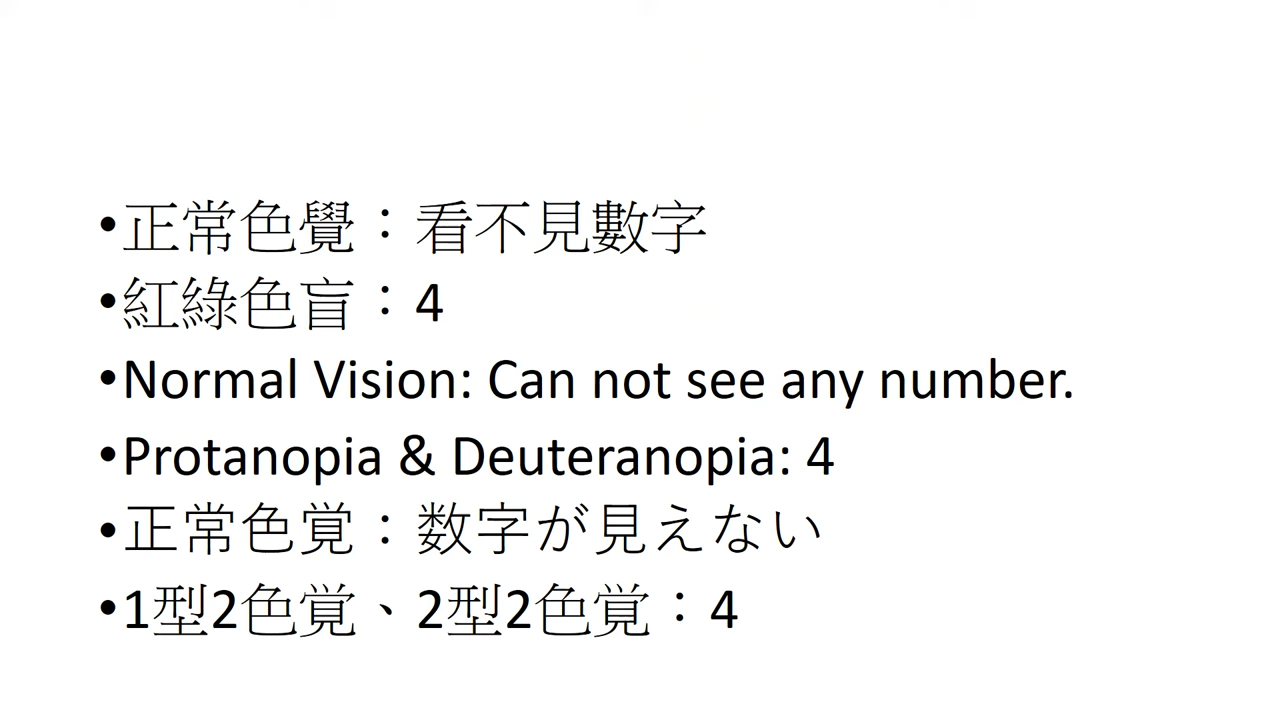 •正常色覺：看不見數字
•紅綠色盲：4
•Normal Vision: Can not see any number.
•Protanopia & Deuteranopia: 4
•正常色覚：数字が見えない
•1型2色覚、2型2色覚：4